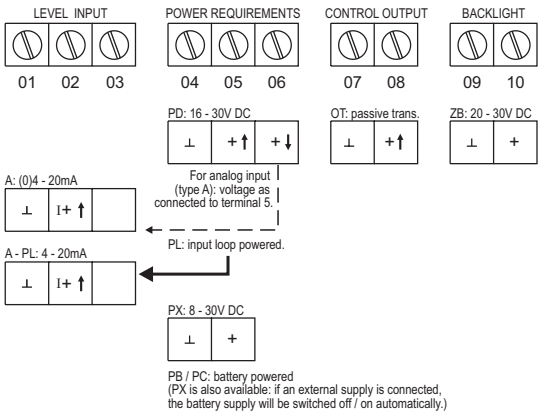 LEVEL INPUT POWER REQUIREMENTS CONTROL OUTPUT BACKLIGHT
01 02 03 04 05 06 07 08 09 10
PD: 16 - 30V DC OT: passive trans. ZB: 20 - 30V DC
⊥ +↑ +↓ ⊥ +↑ ⊥ +
For analog input
(type A): voltage as
connected to terminal 5.
A: (0)4 - 20mA
⊥ I+ ↑
PL: input loop powered.
A - PL: 4 - 20mA
⊥ I+ ↑
PX: 8 - 30V DC
⊥ +
PB / PC: battery powered
(PX is also available: if an external supply is connected,
the battery supply will be switched off / on automatically.)